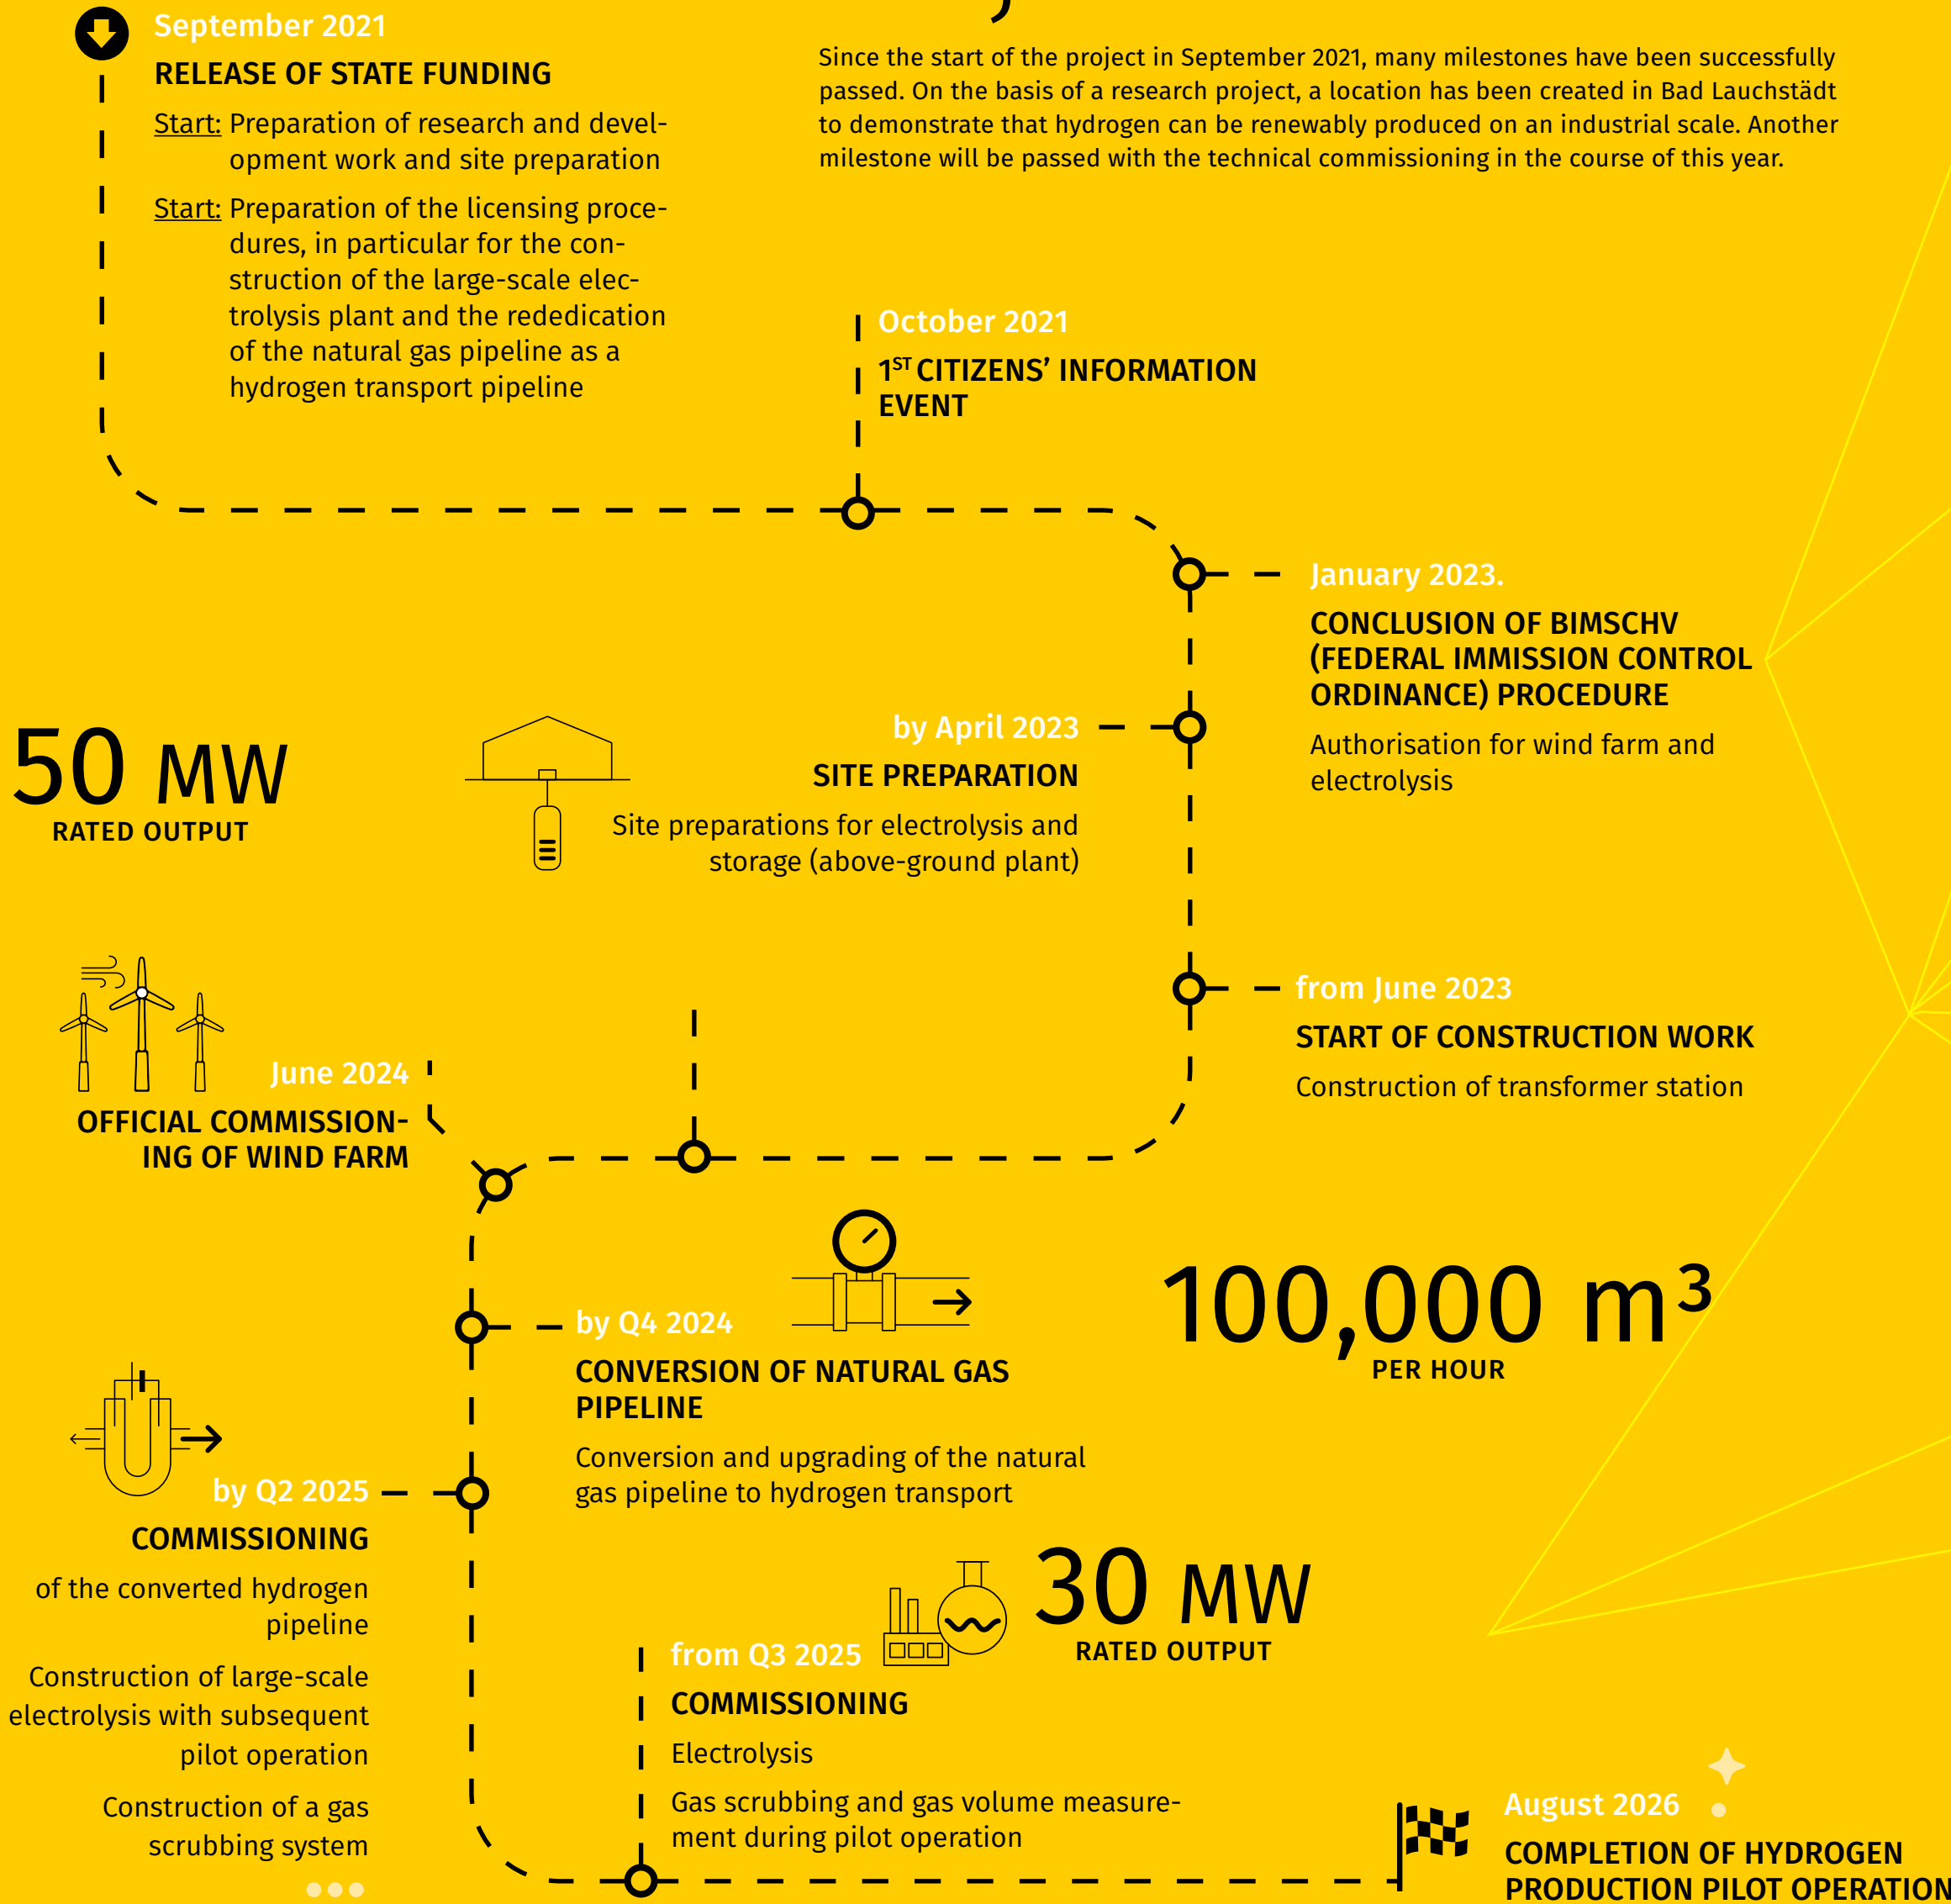 September 2021
RELEASE OF STATE FUNDING
Start: Preparation of research and devel-
opment work and site preparation
Start: Preparation of the licensing proce-
dures, in particular for the con-
struction of the large-scale elec-
trolysis plant and the rededication
of the natural gas pipeline as a
hydrogen transport pipeline
Since the start of the project in September 2021, many milestones have been successfully
passed. On the basis of a research project, a location has been created in Bad Lauchstädt
to demonstrate that hydrogen can be renewably produced on an industrial scale. Another
milestone will be passed with the technical commissioning in the course of this year.
October 2021
1ST CITIZENS’ INFORMATION
EVENT
January 2023.
CONCLUSION OF BIMSCHV
(FEDERAL IMMISSION CONTROL
ORDINANCE) PROCEDURE
Authorisation for wind farm and
electrolysis
by April 2023
SITE PREPARATION
Site preparations for electrolysis and
storage (above-ground plant)
50 MW
RATED OUTPUT
from June 2023
START OF CONSTRUCTION WORK
Construction of transformer station
June 2024
OFFICIAL COMMISSION-
ING OF WIND FARM
by Q4 2024
CONVERSION OF NATURAL GAS
PIPELINE
Conversion and upgrading of the natural
gas pipeline to hydrogen transport
100,000 m³
PER HOUR
by Q2 2025
COMMISSIONING
of the converted hydrogen
pipeline
Construction of large-scale
electrolysis with subsequent
pilot operation
Construction of a gas
scrubbing system
30 MW
RATED OUTPUT
from Q3 2025
COMMISSIONING
Electrolysis
Gas scrubbing and gas volume measure-
ment during pilot operation
August 2026
COMPLETION OF HYDROGEN
PRODUCTION PILOT OPERATION